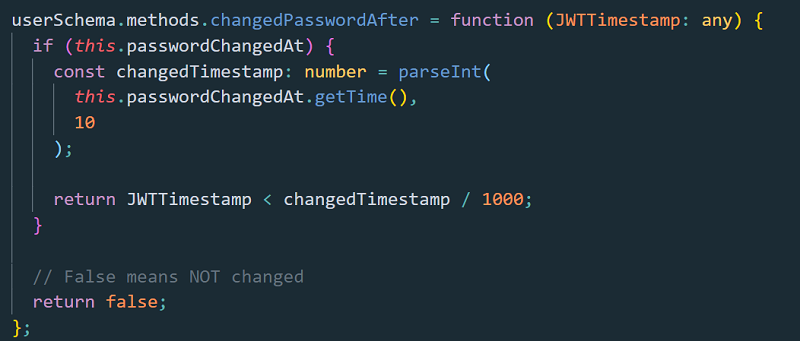 userSchema.methods.changedPasswordAfter = function (JWTTimestamp: any) {
  if (this.passwordChangedAt) {
    const changedTimestamp: number = parseInt(
      this.passwordChangedAt.getTime(),
      10
    );

    return JWTTimestamp < changedTimestamp / 1000;
  }

  // False means NOT changed
  return false;
};